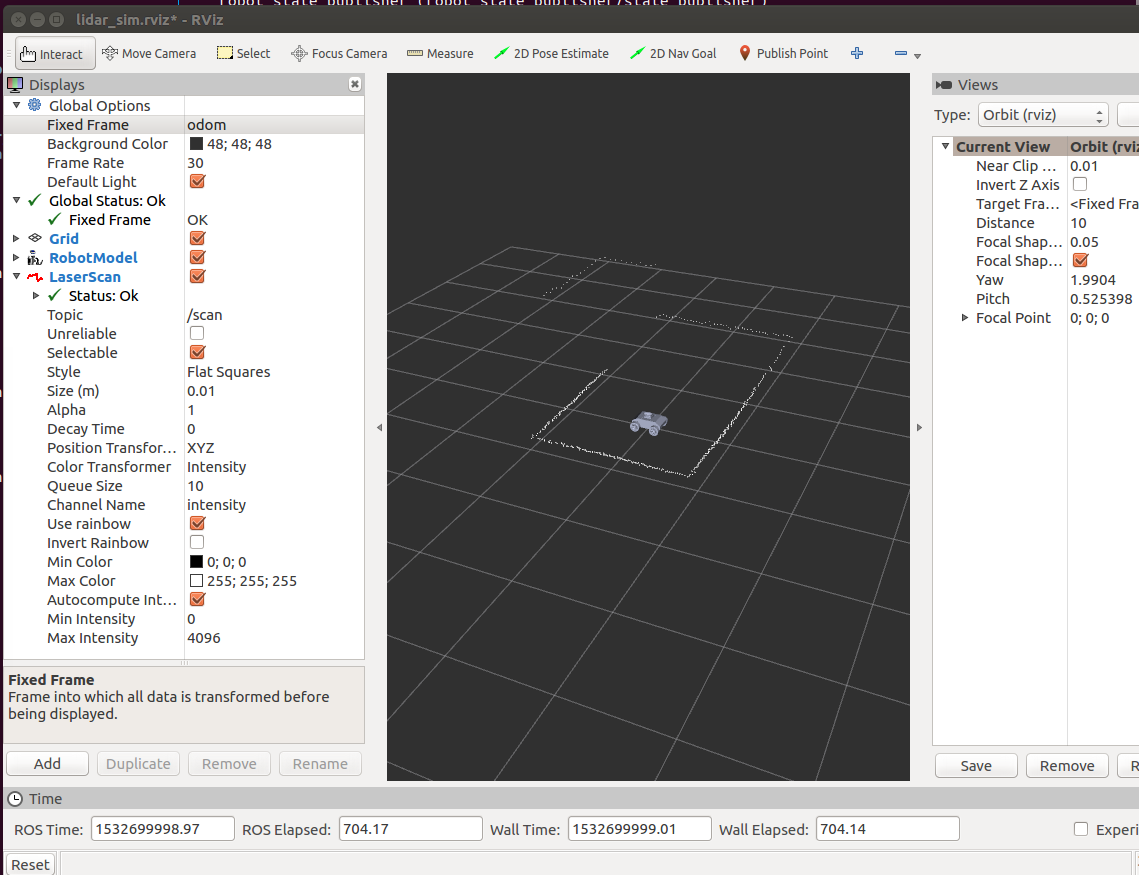 robot_state_publisher (robot_state_publisher/state_publisher)
lidar_sim.rviz* - RViz
Interact Move Camera Select Focus Camera Measure 2D Pose Estimate 2D Nav Goal Publish Point
Displays
Global Options
Fixed Frame odom
Background Color 48; 48; 48
Frame Rate 30
Default Light
Global Status: Ok
Fixed Frame OK
Grid
RobotModel
LaserScan
Status: Ok
Topic /scan
Unreliable
Selectable
Style Flat Squares
Size (m) 0.01
Alpha 1
Decay Time 0
Position Transfor... XYZ
Color Transformer Intensity
Queue Size 10
Channel Name intensity
Use rainbow
Invert Rainbow
Min Color 0; 0; 0
Max Color 255; 255; 255
Autocompute Int...
Min Intensity 0
Max Intensity 4096
Fixed Frame
Frame into which all data is transformed before
being displayed.
Add Duplicate Remove Rename
Views
Type: Orbit (rviz)
Current View Orbit (rviz
Near Clip ... 0.01
Invert Z Axis
Target Fra... <Fixed Fra
Distance 10
Focal Shap... 0.05
Focal Shap...
Yaw 1.9904
Pitch 0.525398
Focal Point 0; 0; 0
Save Remove R
Time
ROS Time: 1532699998.97 ROS Elapsed: 704.17 Wall Time: 1532699999.01 Wall Elapsed: 704.14 Experi
Reset